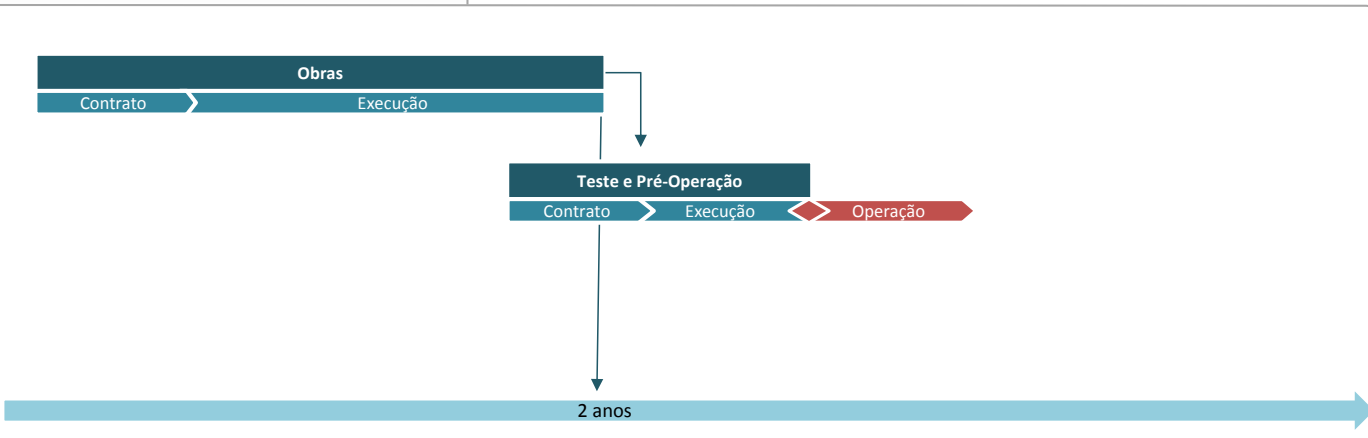 Obras
Contrato Execução
Teste e Pré-Operação
Contrato Execução Operação
2 anos